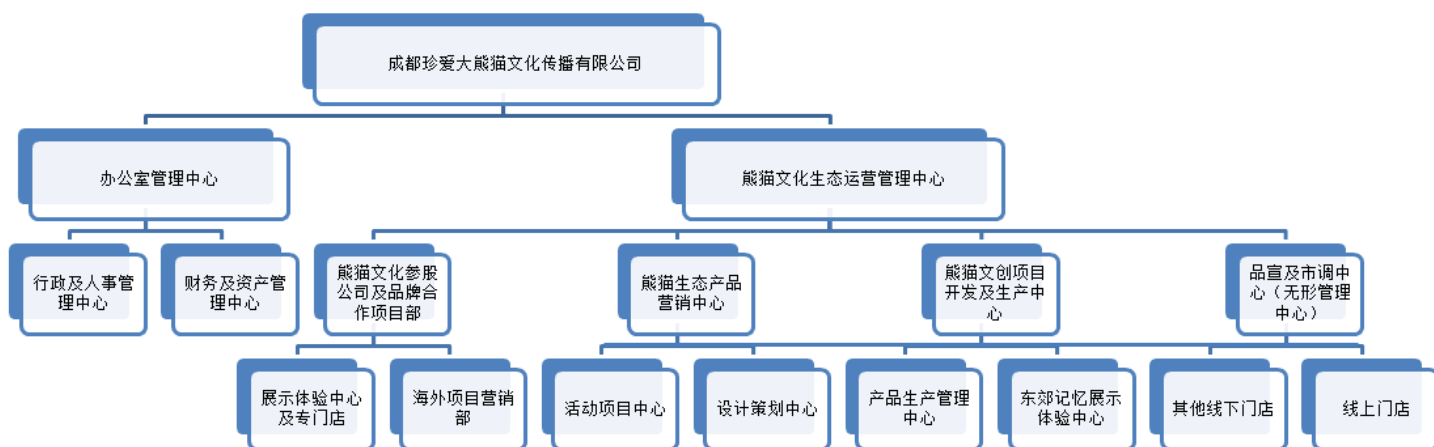 成都珍爱大熊猫文化传播有限公司
办公室管理中心
熊猫文化生态运营管理中心
行政及人事管
理中心
财务及资产管
理中心
熊猫文化参股
公司及品牌合
作项目部
熊猫生态产品
营销中心
熊猫文创项目
开发及生产中
心
品宣及市调中
心（无形管理
中心）
展示体验中心
及专门店
海外项目营销
部
活动项目中心
设计策划中心
产品生产管理
中心
东郊记忆展示
体验中心
其他线下门店
线上门店